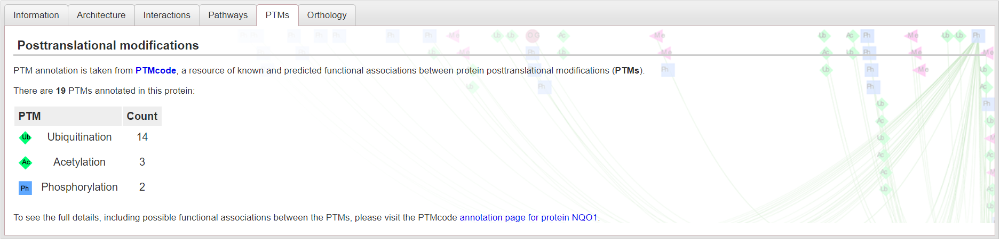 Information Architecture Interactions Pathways PTMs Orthology
Posttranslational modifications
PTM annotation is taken from PTMcode, a resource of known and predicted functional associations between protein posttranslational modifications (PTMs).
There are 19 PTMs annotated in this protein:
PTM Count
Ub Ubiquitination 14
Ac Acetylation 3
Ph Phosphorylation 2
To see the full details, including possible functional associations between the PTMs, please visit the PTMcode annotation page for protein NQO1.